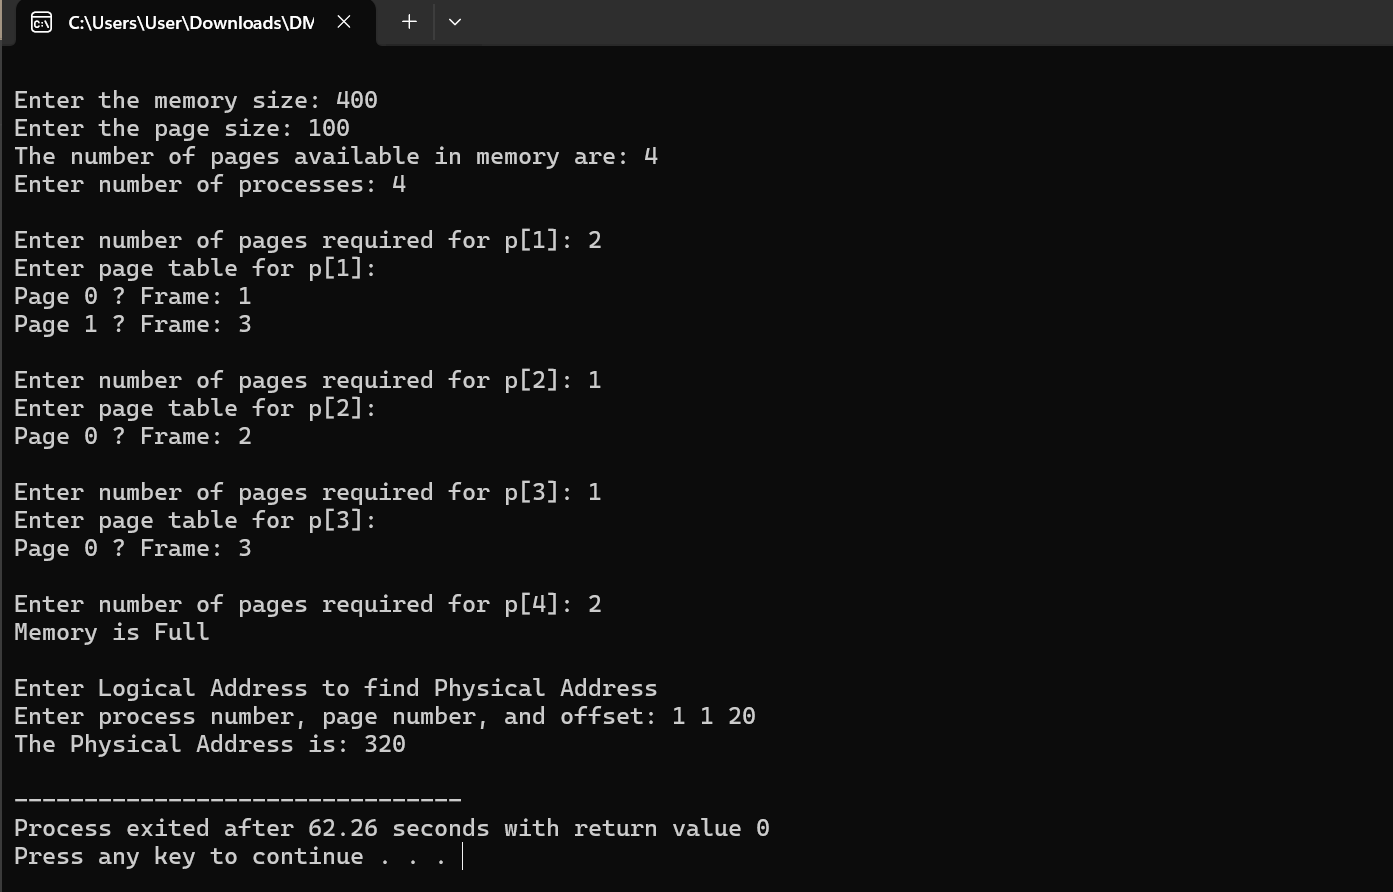 C:\Users\User\Downloads\DM
Enter the memory size: 400
Enter the page size: 100
The number of pages available in memory are: 4
Enter number of processes: 4
Enter number of pages required for p[1]: 2
Enter page table for p[1]:
Page 0 ? Frame: 1
Page 1 ? Frame: 3
Enter number of pages required for p[2]: 1
Enter page table for p[2]:
Page 0 ? Frame: 2
Enter number of pages required for p[3]: 1
Enter page table for p[3]:
Page 0 ? Frame: 3
Enter number of pages required for p[4]: 2
Memory is Full
Enter Logical Address to find Physical Address
Enter process number, page number, and offset: 1 1 20
The Physical Address is: 320
--------------------------------
Process exited after 62.26 seconds with return value 0
Press any key to continue . . .